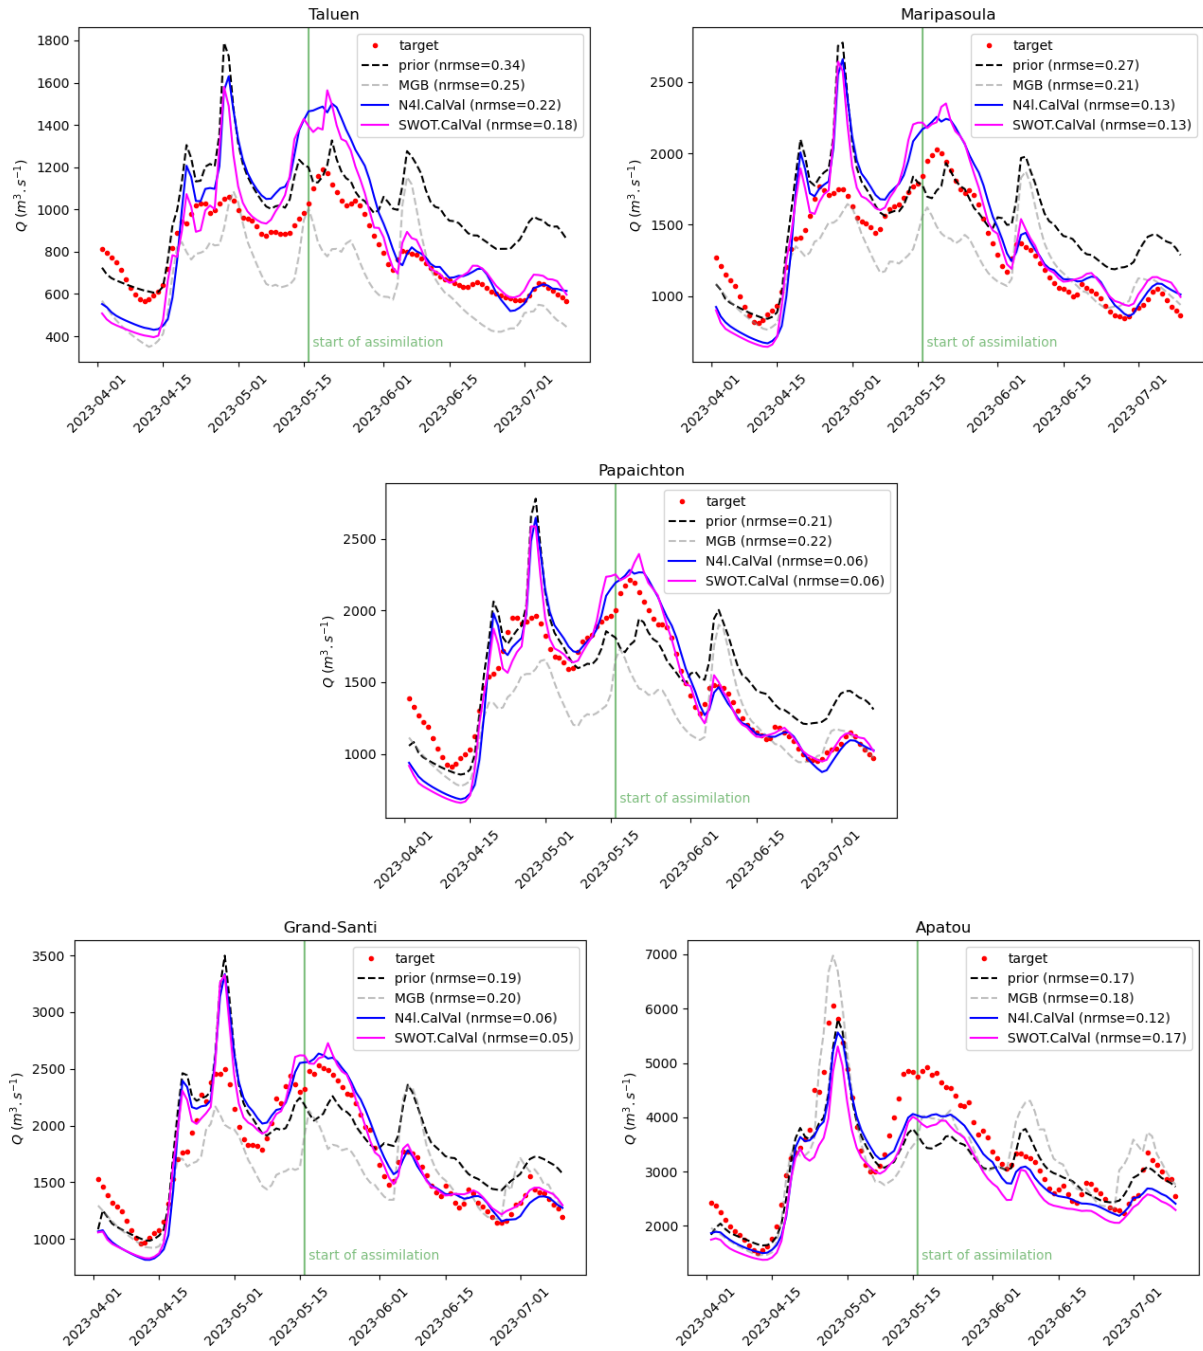 Taluen
1800
1600
1400
1200
1000
800
600
400
Q (m³.s⁻¹)
target
prior (nrmse=0.34)
MGB (nrmse=0.25)
N4l.CalVal (nrmse=0.22)
SWOT.CalVal (nrmse=0.18)
start of assimilation
2023-04-01
2023-04-15
2023-05-01
2023-05-15
2023-06-01
2023-06-15
2023-07-01
Maripasoula
2500
2000
1500
1000
Q (m³.s⁻¹)
target
prior (nrmse=0.27)
MGB (nrmse=0.21)
N4l.CalVal (nrmse=0.13)
SWOT.CalVal (nrmse=0.13)
start of assimilation
2023-04-01
2023-04-15
2023-05-01
2023-05-15
2023-06-01
2023-06-15
2023-07-01
Papaichton
2500
2000
1500
1000
Q (m³.s⁻¹)
target
prior (nrmse=0.21)
MGB (nrmse=0.22)
N4l.CalVal (nrmse=0.06)
SWOT.CalVal (nrmse=0.06)
start of assimilation
2023-04-01
2023-04-15
2023-05-01
2023-05-15
2023-06-01
2023-06-15
2023-07-01
Grand-Santi
3500
3000
2500
2000
1500
1000
Q (m³.s⁻¹)
target
prior (nrmse=0.19)
MGB (nrmse=0.20)
N4l.CalVal (nrmse=0.06)
SWOT.CalVal (nrmse=0.05)
start of assimilation
2023-04-01
2023-04-15
2023-05-01
2023-05-15
2023-06-01
2023-06-15
2023-07-01
Apatou
7000
6000
5000
4000
3000
2000
Q (m³.s⁻¹)
target
prior (nrmse=0.17)
MGB (nrmse=0.18)
N4l.CalVal (nrmse=0.12)
SWOT.CalVal (nrmse=0.17)
start of assimilation
2023-04-01
2023-04-15
2023-05-01
2023-05-15
2023-06-01
2023-06-15
2023-07-01